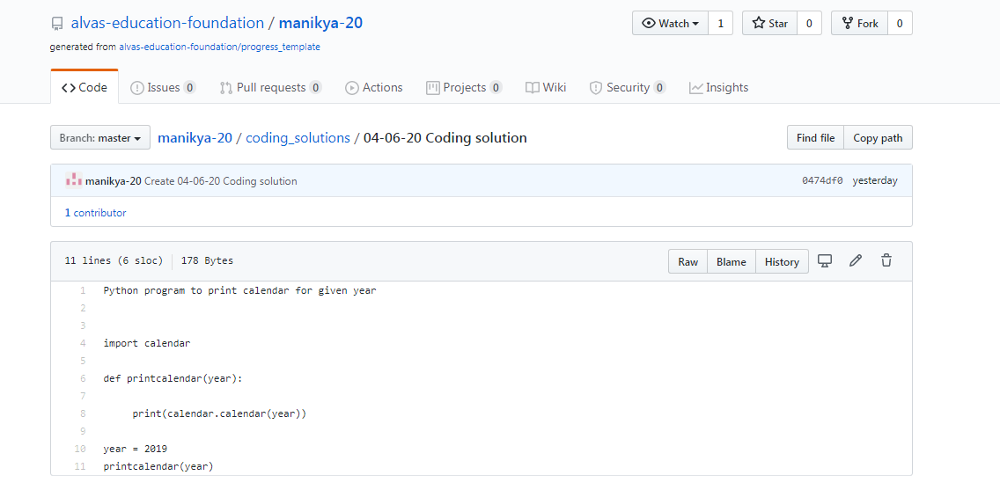 alvas-education-foundation / manikya-20
Watch 1 Star 0 Fork 0
generated from alvas-education-foundation/progress_template
Code Issues 0 Pull requests 0 Actions Projects 0 Wiki Security 0 Insights
Branch: master manikya-20 / coding_solutions / 04-06-20 Coding solution Find file Copy path
manikya-20 Create 04-06-20 Coding solution 0474df0 yesterday
1 contributor
11 lines (6 sloc) 178 Bytes Raw Blame History
1 Python program to print calendar for given year
2
3
4 import calendar
5
6 def printcalendar(year):
7
8 print(calendar.calendar(year))
9
10 year = 2019
11 printcalendar(year)